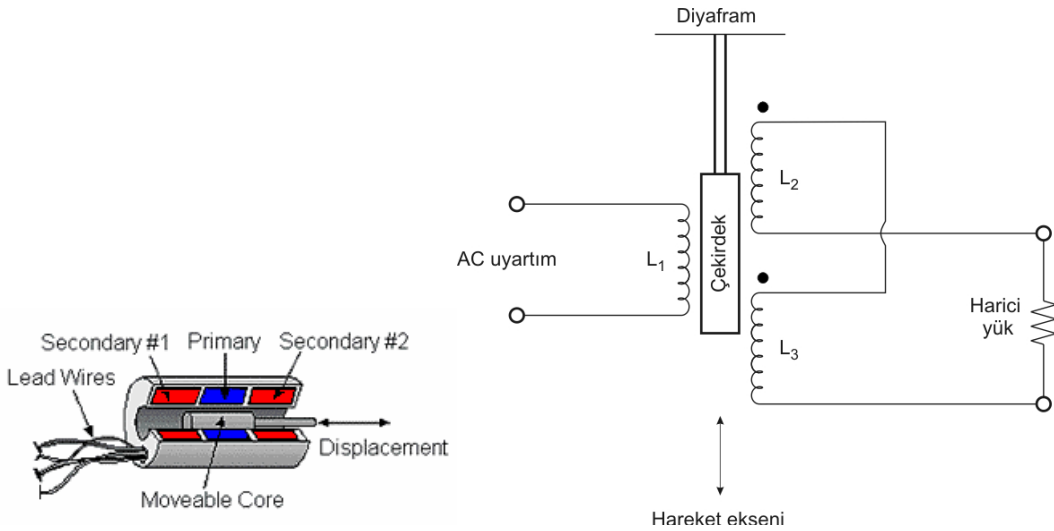 Secondary #1 Primary Secondary #2
Lead Wires
Displacement
Moveable Core
Diyafram
L2
AC uyartım
L1
Çekirdek
Harici
yük
L3
Hareket ekseni